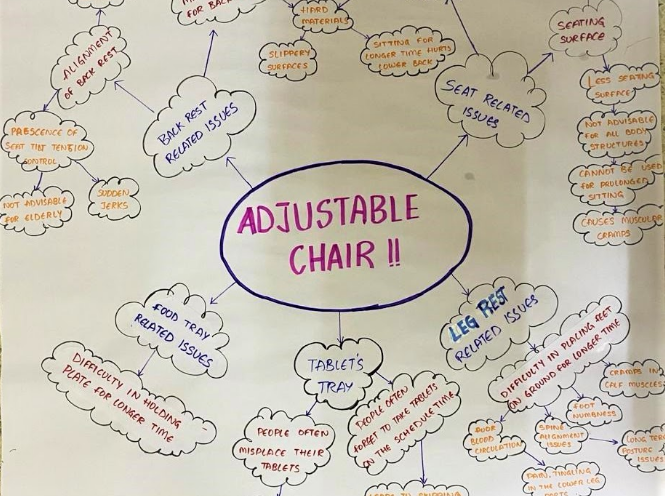 FOR BACK
HARD
MATERIALS
SLIPPERY
SURFACES
SITTING FOR
LONGER TIME HURTS
LOWER BACK
SEATING
SURFACE
ALIGNMENT
OF BACK REST
BACK REST
RELATED ISSUES
SEAT RELATED
ISSUES
LESS SEATING
SURFACE
PRESCENCE OF
SEAT TILT TENSION
CONTROL
NOT ADVISABLE
FOR ALL BODY
STRUCTURES
CANNOT BE USED
FOR PROLONGED
SITTING
NOT ADVISABLE
FOR ELDERLY
SUDDEN
JERKS
CAUSES MUSCULAR
CRAMPS
ADJUSTABLE
CHAIR !!
FOOD TRAY
RELATED ISSUES
LEG REST
RELATED ISSUES
DIFFICULTY IN HOLDING
PLATE FOR LONGER TIME
TABLET'S
TRAY
DIFFICULTY IN PLACING FEET
ON GROUND FOR LONGER TIME
CRAMPS IN
CALF MUSCLES
PEOPLE OFTEN
FORGET TO TAKE TABLETS
ON THE SCHEDULE TIME
FOOT
NUMBNESS
PEOPLE OFTEN
MISPLACE THEIR
TABLETS
POOR
BLOOD
CIRCULATION
SPINE
ALIGNMENT
ISSUES
LONG TERM
POSTURE
ISSUES
PAIN, TINGLING
IN THE LOWER LEG
LEADS TO SKIPPING